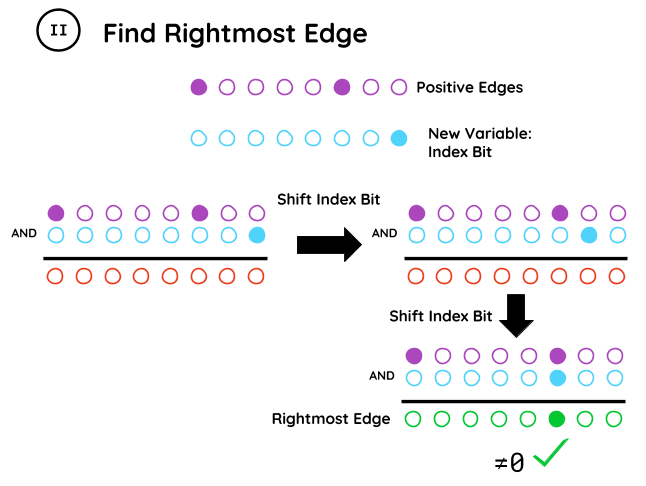 II
Find Rightmost Edge
Positive Edges
New Variable:
Index Bit
Shift Index Bit
AND
AND
Shift Index Bit
AND
Rightmost Edge
≠0